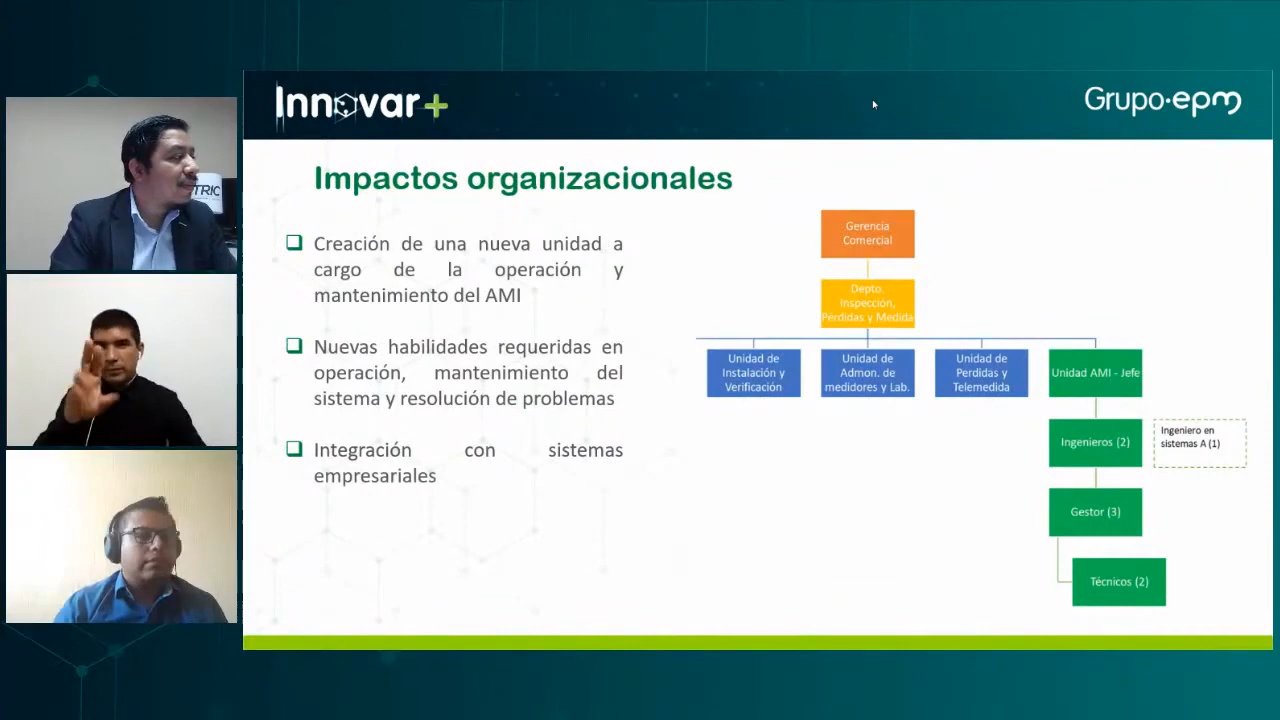 Innovar+
Grupo·epm
TRIC
Impactos organizacionales
Creación de una nueva unidad a
cargo de la operación y
mantenimiento del AMI
Nuevas habilidades requeridas en
operación, mantenimiento del
sistema y resolución de problemas
Integración con sistemas
empresariales
Gerencia
Comercial
Depto.
Inspección,
Pérdidas y Medida
Unidad de
Instalación y
Verificación
Unidad de
Admon. de
medidores y Lab.
Unidad de
Perdidas y
Telemedida
Unidad AMI - Jefe
Ingenieros (2)
Ingeniero en
sistemas A (1)
Gestor (3)
Técnicos (2)